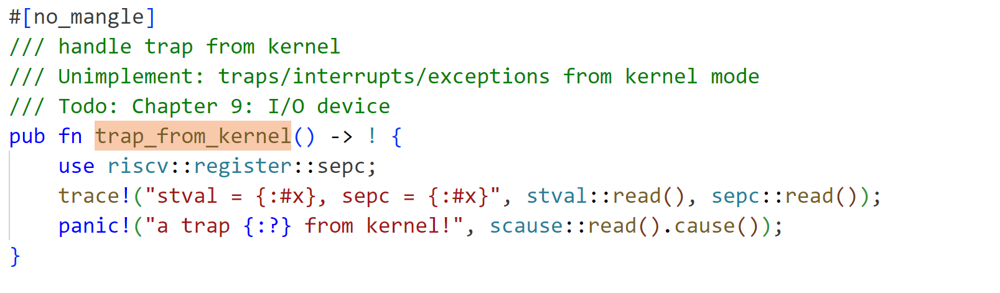 #[no_mangle]
/// handle trap from kernel
/// Unimplement: traps/interrupts/exceptions from kernel mode
/// Todo: Chapter 9: I/O device
pub fn trap_from_kernel() -> ! {
    use riscv::register::sepc;
    trace!("stval = {:#x}, sepc = {:#x}", stval::read(), sepc::read());
    panic!("a trap {:?} from kernel!", scause::read().cause());
}